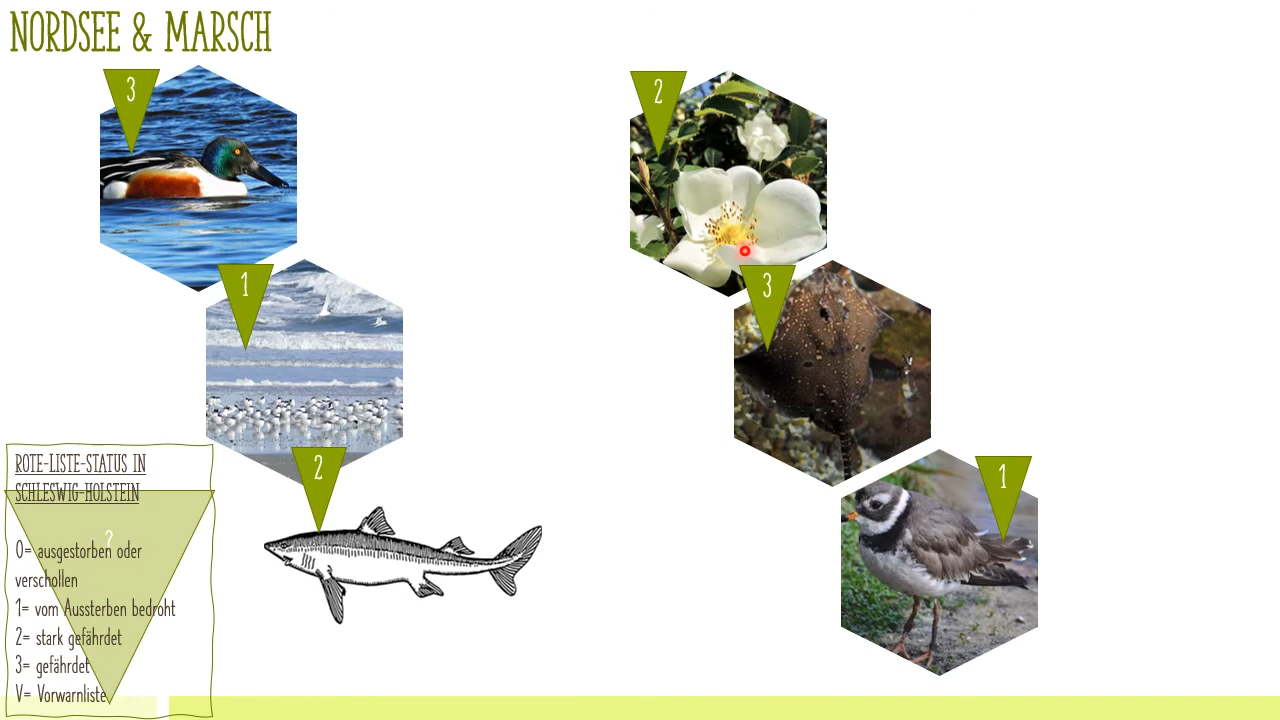 NORDSEE & MARSCH
3
2
1
3
2
1
ROTE-LISTE-STATUS IN
SCHLESWIG-HOLSTEIN
?
0= ausgestorben oder
verschollen
1= vom Aussterben bedroht
2= stark gefährdet
3= gefährdet
V= Vorwarnliste